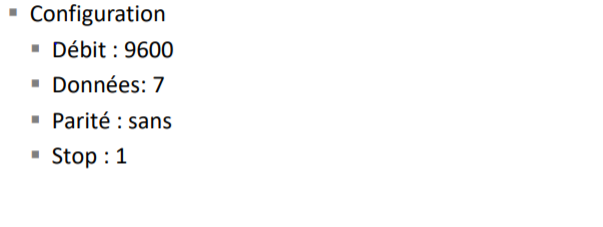 Configuration
Débit : 9600
Données: 7
Parité : sans
Stop : 1